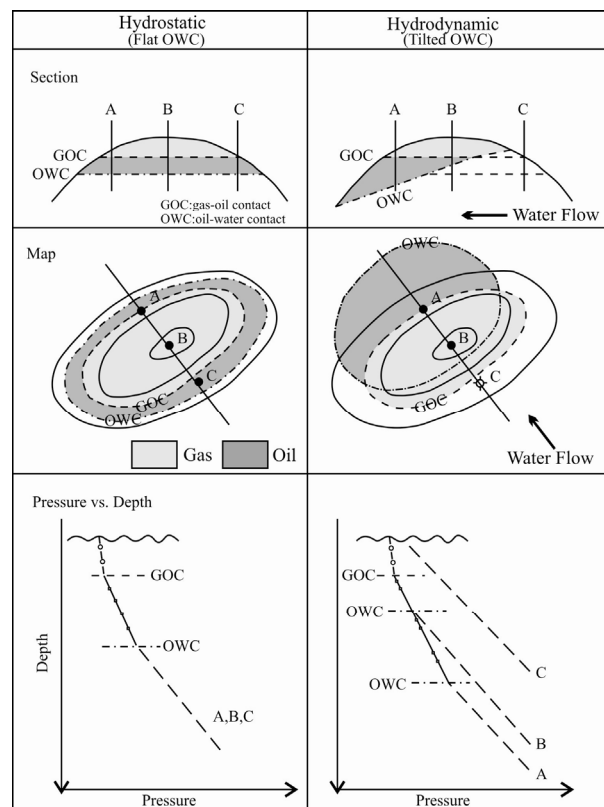 Hydrostatic
(Flat OWC)
Hydrodynamic
(Tilted OWC)
Section
A
B
C
GOC
OWC
GOC:gas-oil contact
OWC:oil-water contact
A
B
C
GOC
OWC
Water Flow
Map
A
B
C
GOC
OWC
Gas
Oil
OWC
A
B
C
GOC
Water Flow
Pressure vs. Depth
GOC
OWC
A,B,C
Depth
Pressure
GOC
OWC
OWC
C
B
A
Pressure